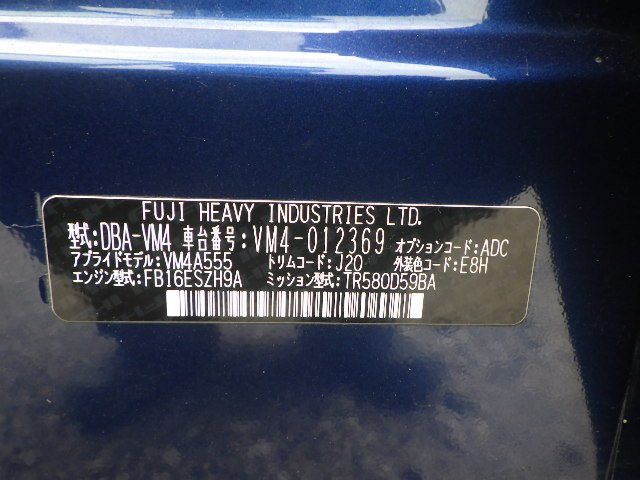 FUJI HEAVY INDUSTRIES LTD.
型式:DBA-VM4 車台番号:VM4-012369 オプションコード:ADC
アプライドモデル:VM4A555 トリムコード:J20 外装色コード:E8H
エンジン型式:FB16ESZH9A ミッション型式:TR580D59BA